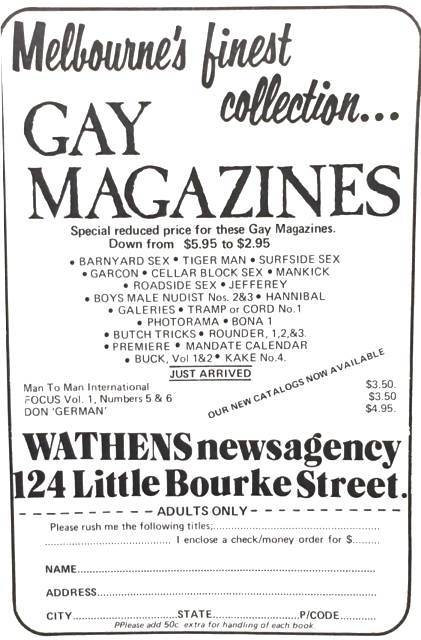 Melbourne's finest
collection...
GAY
MAGAZINES
Special reduced price for these Gay Magazines.
Down from $5.95 to $2.95
• BARNYARD SEX • TIGER MAN • SURFSIDE SEX
• GARCON • CELLAR BLOCK SEX • MANKICK
• ROADSIDE SEX • JEFFEREY
• BOYS MALE NUDIST Nos. 2&3 • HANNIBAL
• GALERIES • TRAMP or CORD No.1
• PHOTORAMA • BONA 1
• BUTCH TRICKS • ROUNDER, 1,2,&3.
• PREMIERE • MANDATE CALENDAR
• BUCK, Vol 1&2 • KAKE No.4.
JUST ARRIVED
OUR NEW CATALOGS NOW AVAILABLE
Man To Man International $3.50.
FOCUS Vol. 1, Numbers 5 & 6 $3.50
DON 'GERMAN' $4.95.
WATHENS newsagency
124 Little Bourke Street.
ADULTS ONLY
Please rush me the following titles;
I enclose a check/money order for $
NAME
ADDRESS
CITY STATE P/CODE
PPlease add 50c. extra for handling of each book